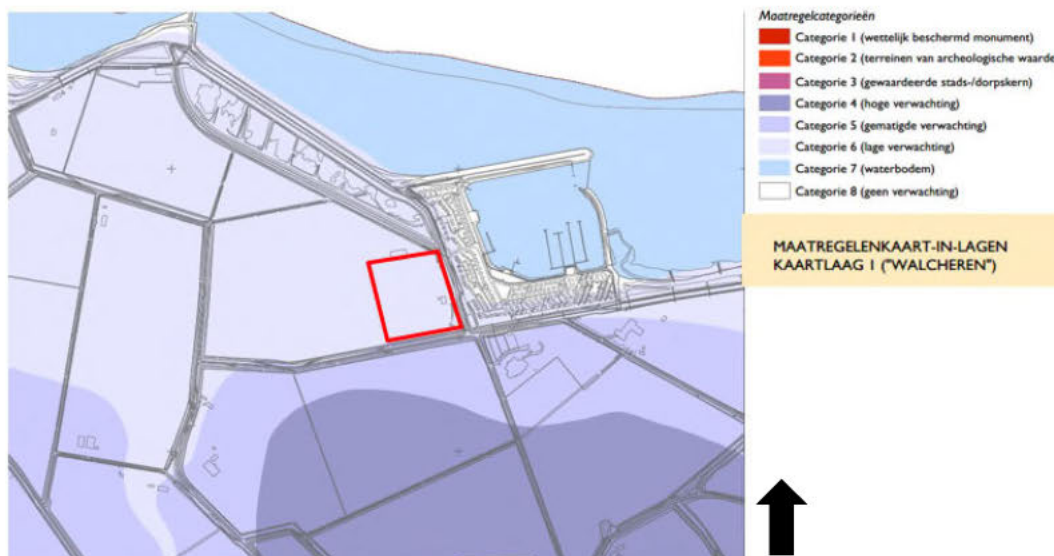 Maatregelcategorieën
Categorie 1 (wettelijk beschermd monument)
Categorie 2 (terreinen van archeologische waarde
Categorie 3 (gewaardeerde stads-/dorpskern)
Categorie 4 (hoge verwachting)
Categorie 5 (gematigde verwachting)
Categorie 6 (lage verwachting)
Categorie 7 (waterbodem)
Categorie 8 (geen verwachting)
MAATREGELENKAART-IN-LAGEN
KAARTLAAG I ("WALCHEREN")